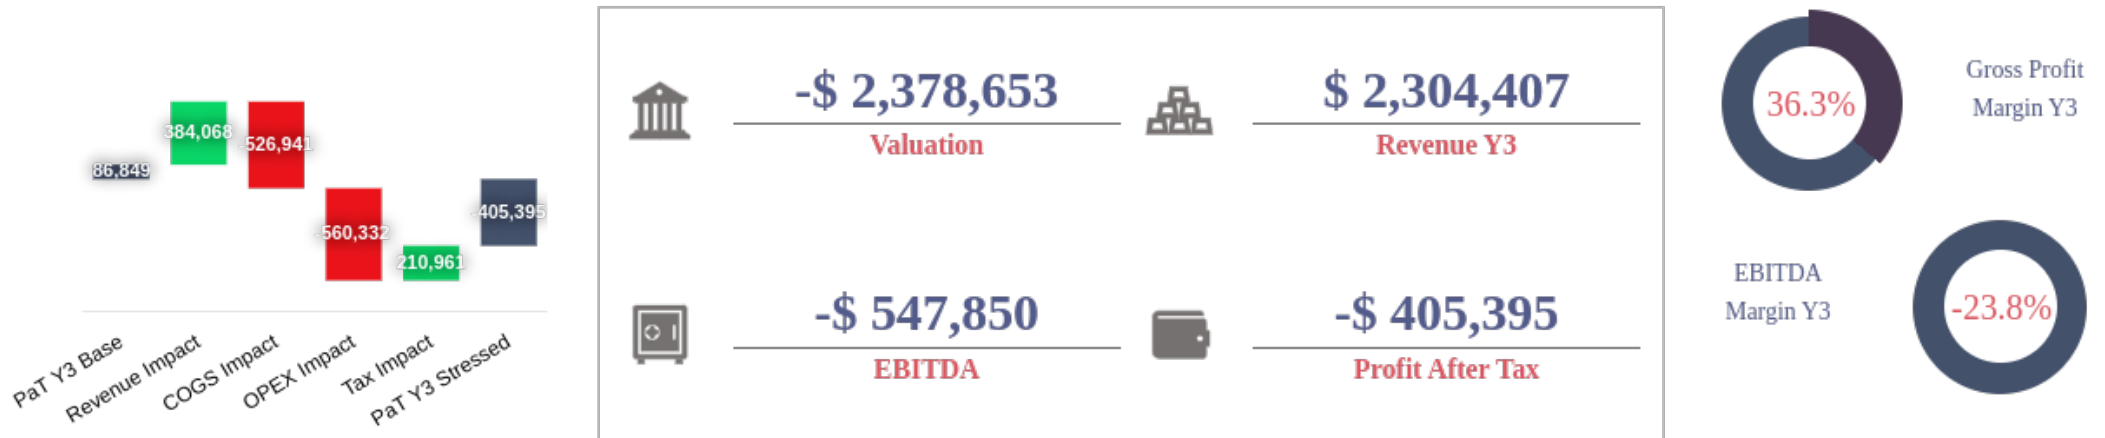 86,849
384,068
-526,941
-560,332
210,961
-405,395
PaT Y3 Base
Revenue Impact
COGS Impact
OPEX Impact
Tax Impact
PaT Y3 Stressed
-$ 2,378,653
Valuation
$ 2,304,407
Revenue Y3
-$ 547,850
EBITDA
-$ 405,395
Profit After Tax
36.3%
Gross Profit
Margin Y3
EBITDA
Margin Y3
-23.8%